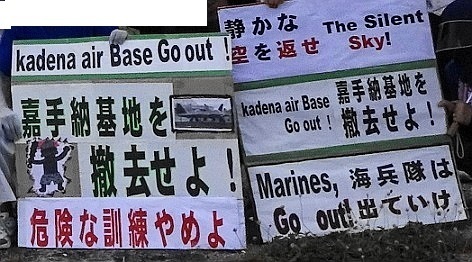 kadena air Base Go out !
嘉手納基地を
撤去せよ!
危険な訓練やめよ
静かな The Silent
空を返せ Sky!
kadena air Base 嘉手納基地を
Go out ! 撤去せよ!
Marines, 海兵隊は
Go out! 出ていけ